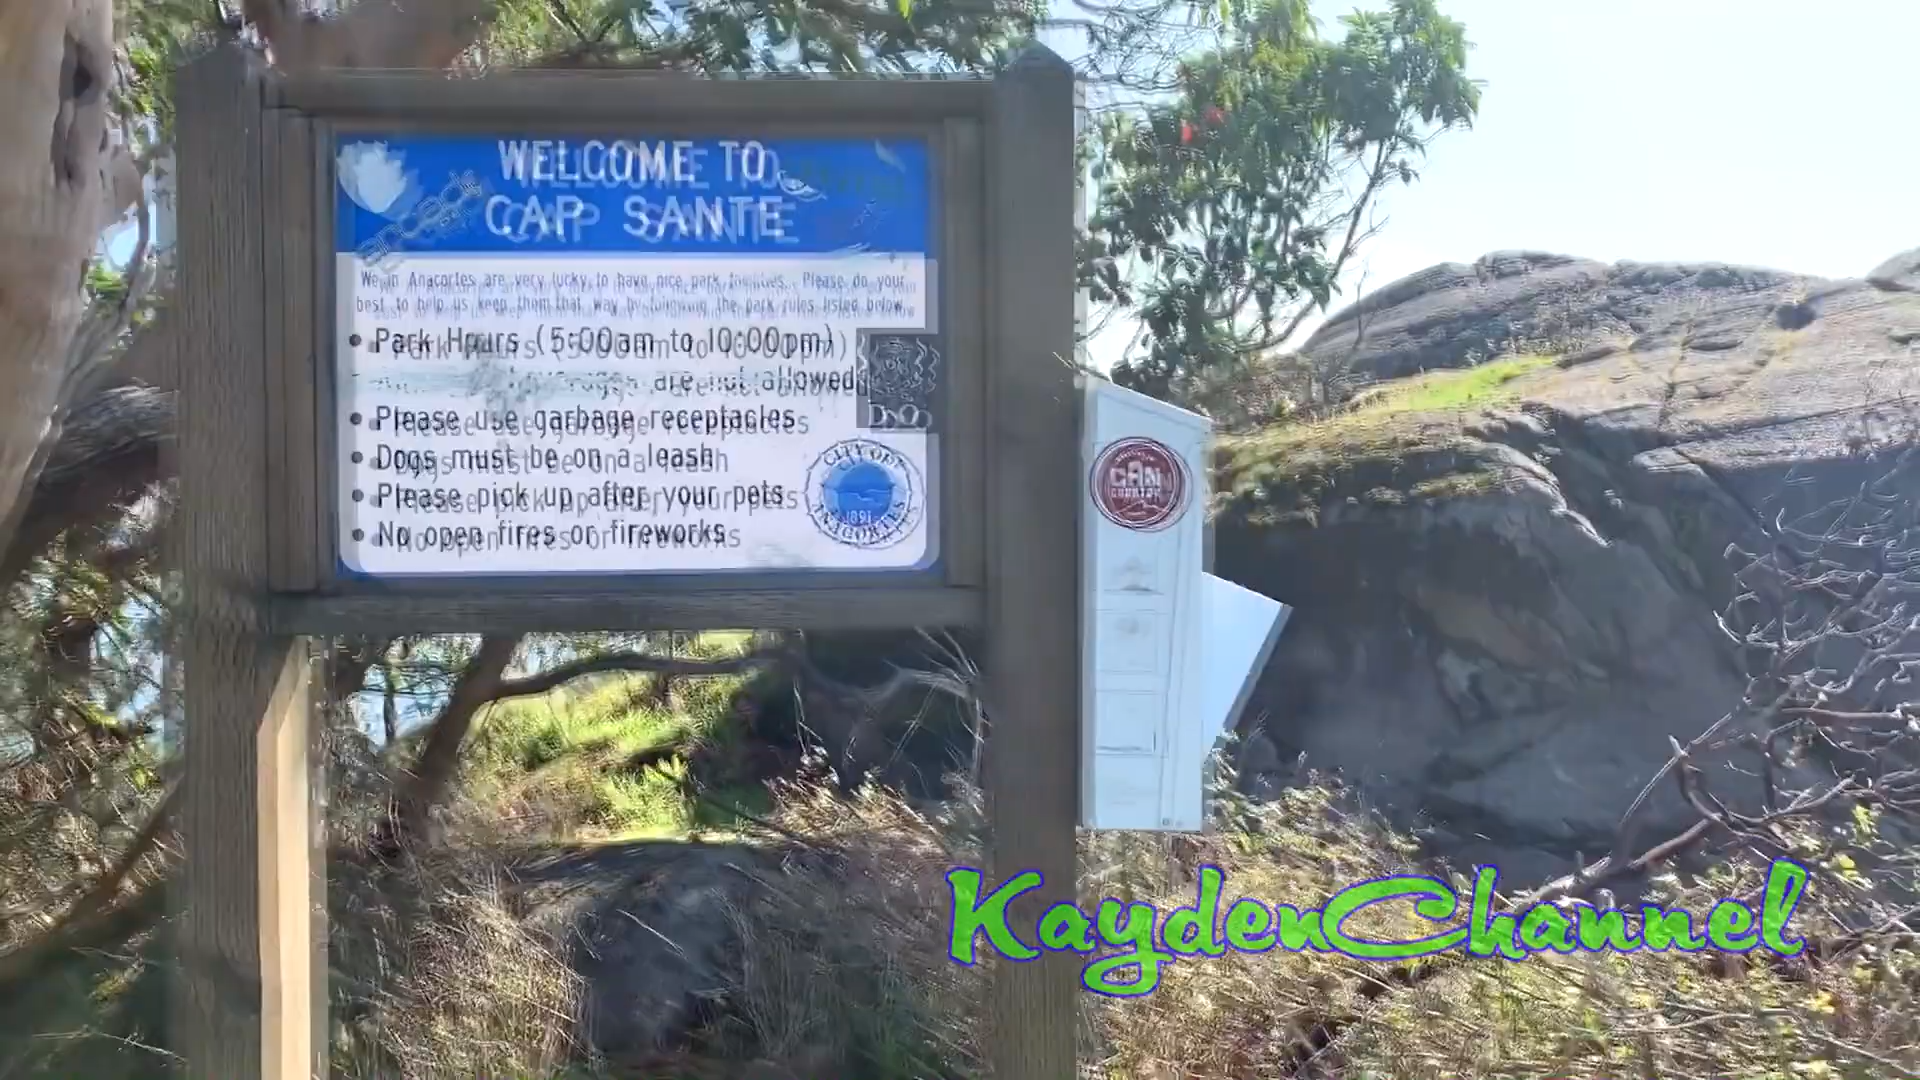 WELCOME TO
CAP SANTE
We in Anacortes are very lucky to have nice park facilities. Please do your
best to help us keep them that way by following the park rules listed below.
• Park Hours (5:00am to 10:00pm)
are not allowed
• Please use garbage receptacles
• Dogs must be on a leash
• Please pick up after your pets
• No open fires or fireworks
CITY OF
1891
ANACORTES
CAN
KaydenChannel